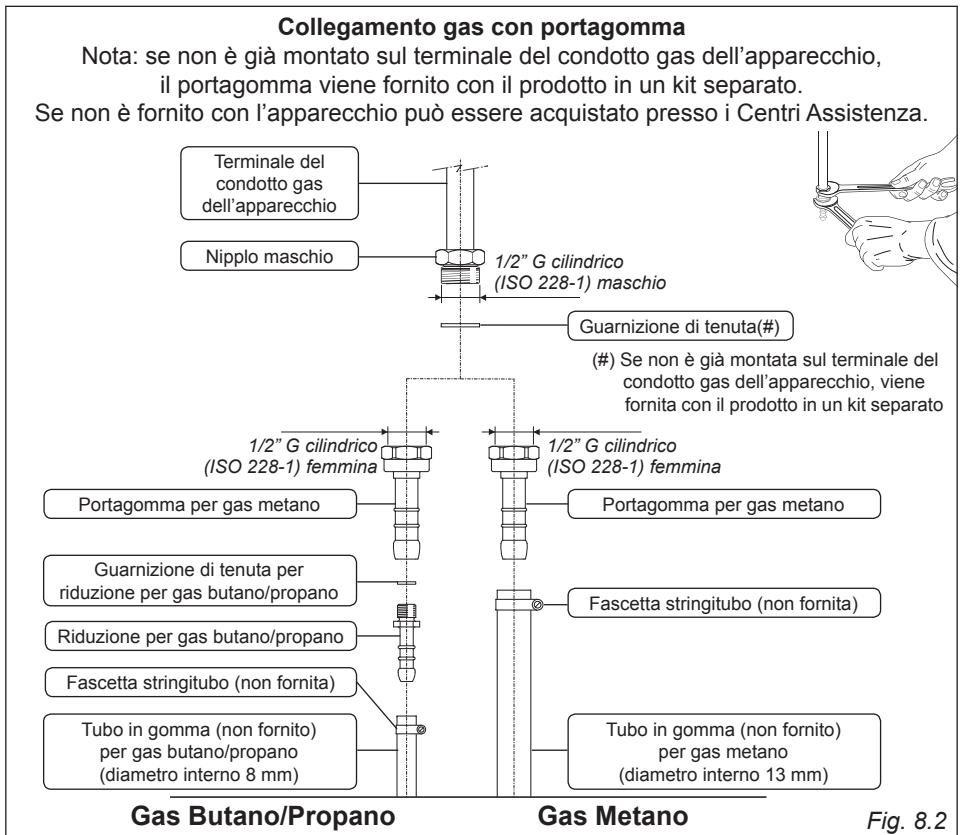 Collegamento gas con portagomma
Nota: se non è già montato sul terminale del condotto gas dell'apparecchio,
il portagomma viene fornito con il prodotto in un kit separato.
Se non è fornito con l'apparecchio può essere acquistato presso i Centri Assistenza.
Terminale del
condotto gas
dell'apparecchio
Nipplo maschio
1/2" G cilindrico
(ISO 228-1) maschio
Guarnizione di tenuta(#)
(#) Se non è già montata sul terminale del
condotto gas dell'apparecchio, viene
fornita con il prodotto in un kit separato
1/2" G cilindrico
(ISO 228-1) femmina
1/2" G cilindrico
(ISO 228-1) femmina
Portagomma per gas metano
Portagomma per gas metano
Guarnizione di tenuta per
riduzione per gas butano/propano
Fascetta stringitubo (non fornita)
Riduzione per gas butano/propano
Fascetta stringitubo (non fornita)
Tubo in gomma (non fornito)
per gas butano/propano
(diametro interno 8 mm)
Tubo in gomma (non fornito)
per gas metano
(diametro interno 13 mm)
Gas Butano/Propano
Gas Metano
Fig. 8.2